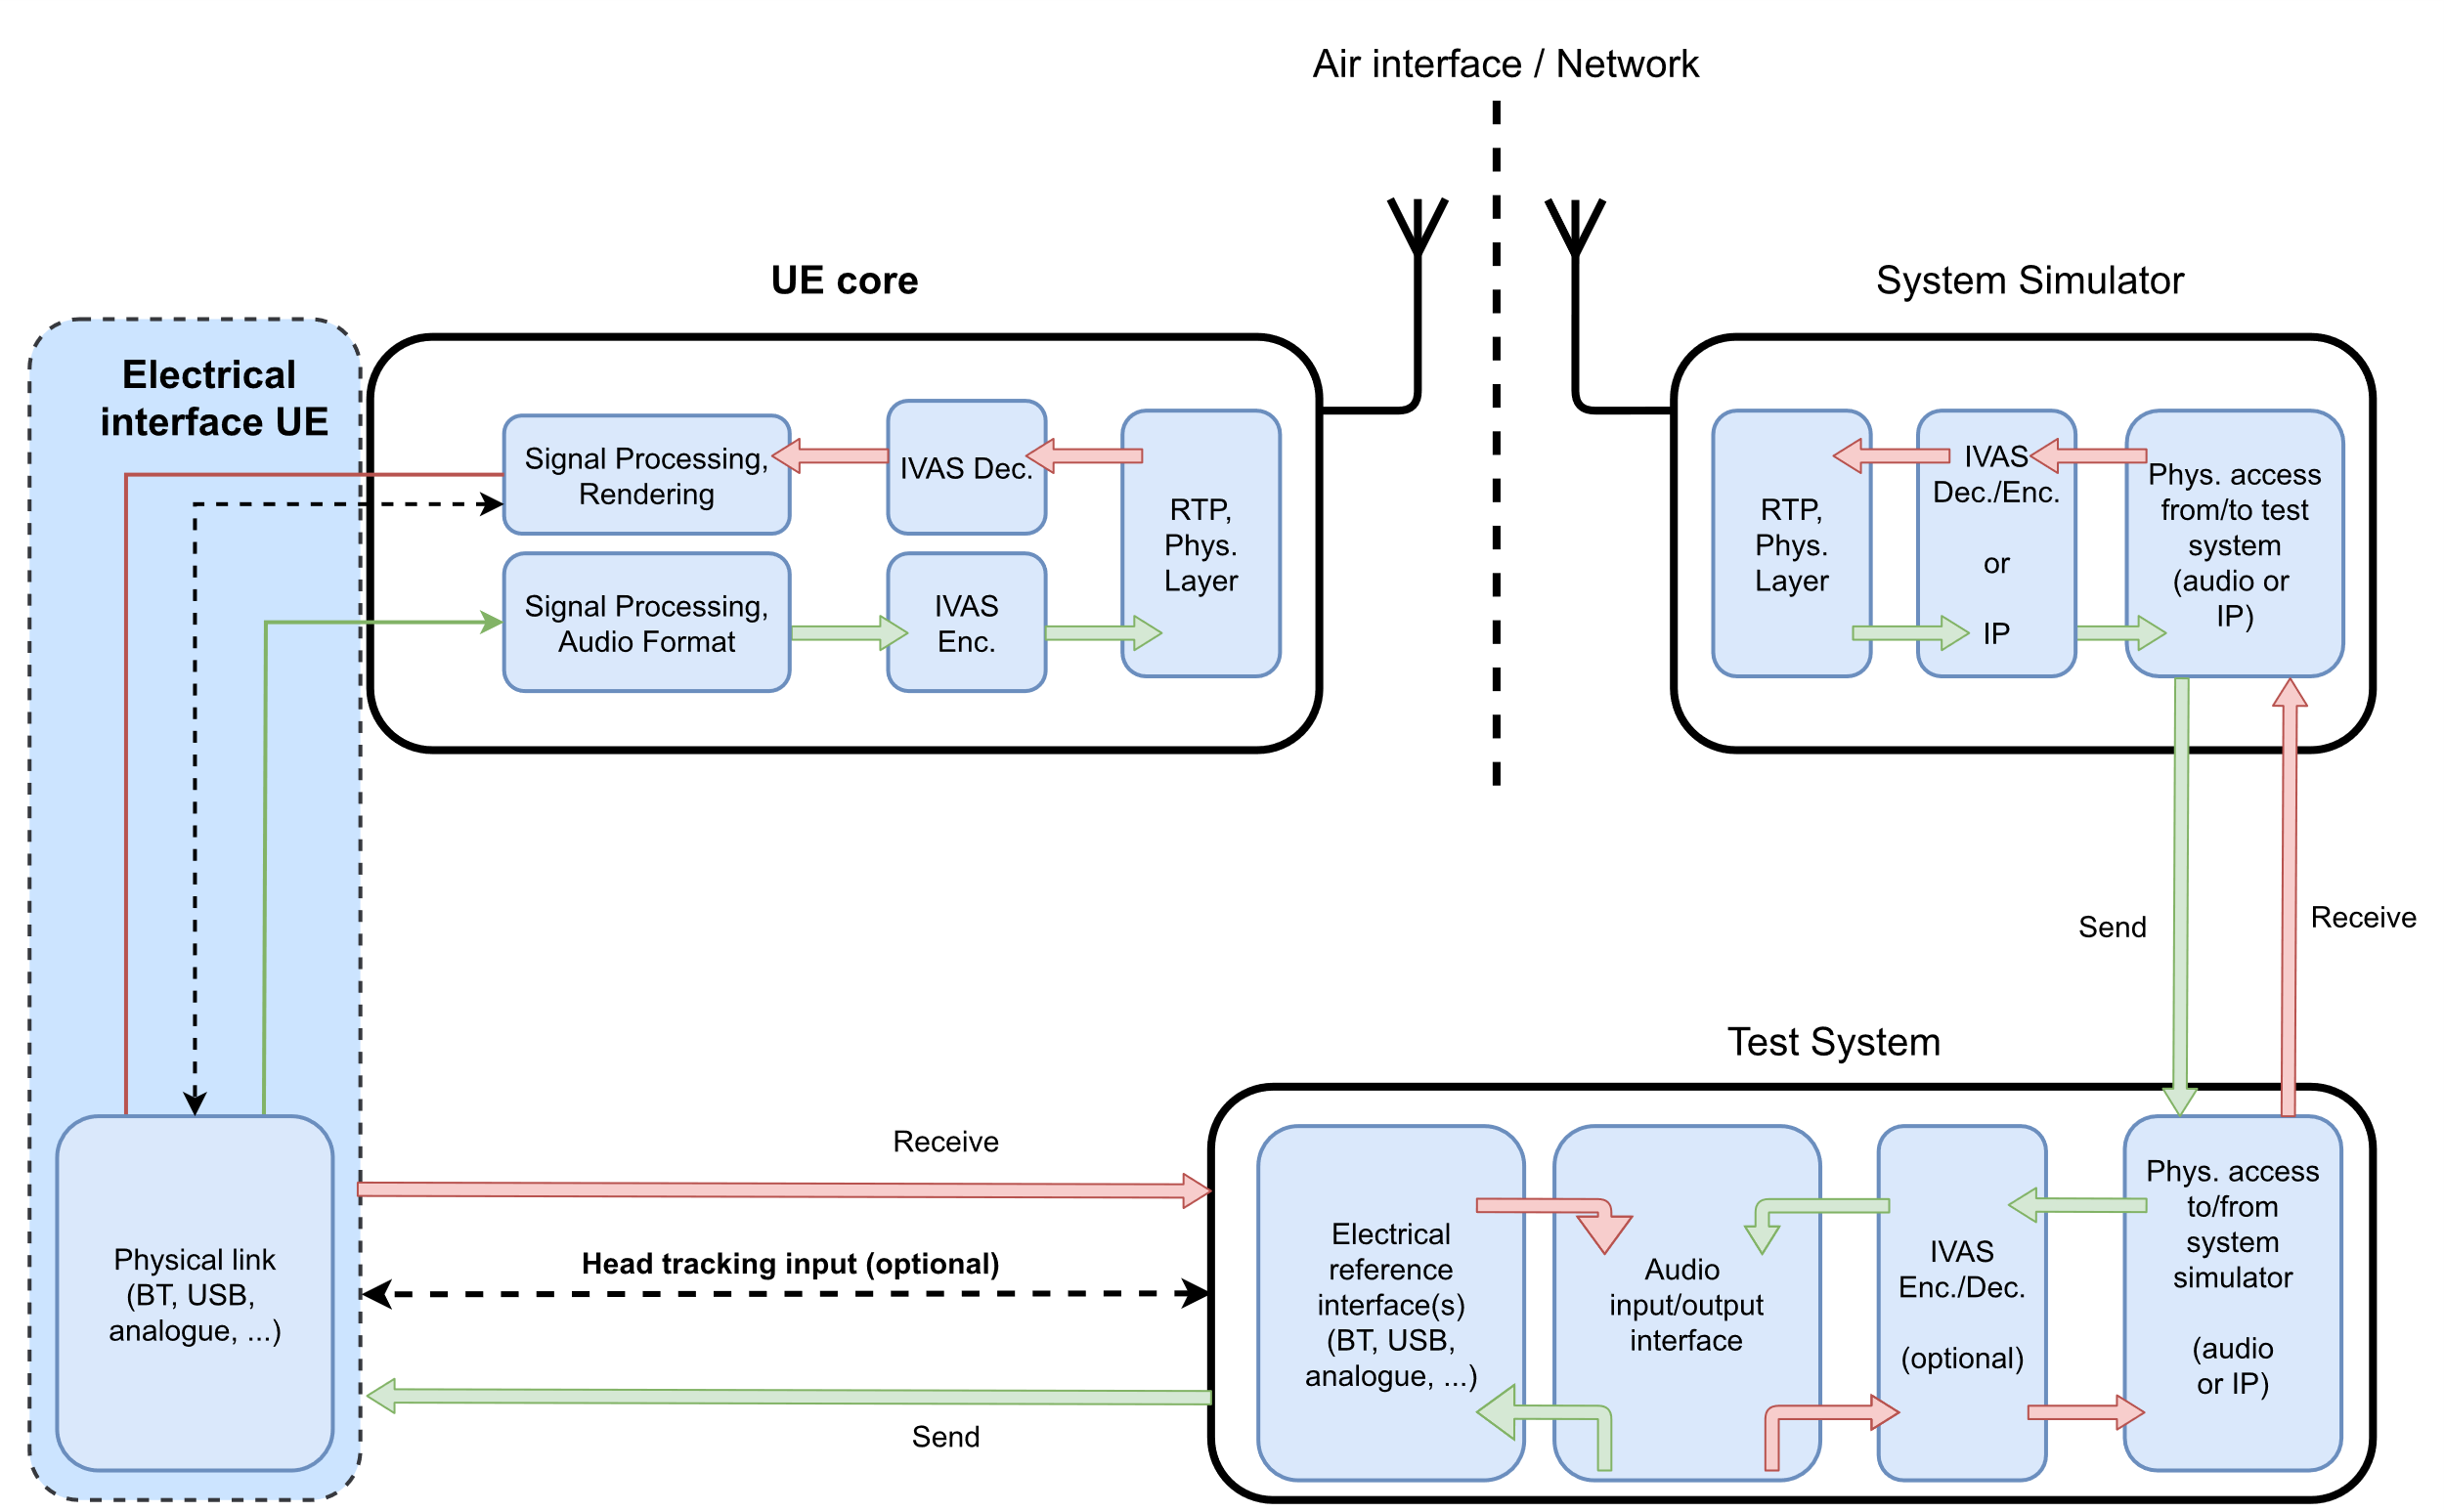 Air interface / Network
UE core
System Simulator
Electrical
interface UE
Signal Processing,
Rendering
IVAS Dec.
RTP,
Phys.
Layer
Signal Processing,
Audio Format
IVAS
Enc.
RTP,
Phys.
Layer
IVAS
Dec./Enc.
or
IP
Phys. access
from/to test
system
(audio or
IP)
Send
Receive
Test System
Receive
Head tracking input (optional)
Send
Physical link
(BT, USB,
analogue, ...)
Electrical
reference
interface(s)
(BT, USB,
analogue, ...)
Audio
input/output
interface
IVAS
Enc./Dec.
(optional)
Phys. access
to/from
system
simulator
(audio
or IP)